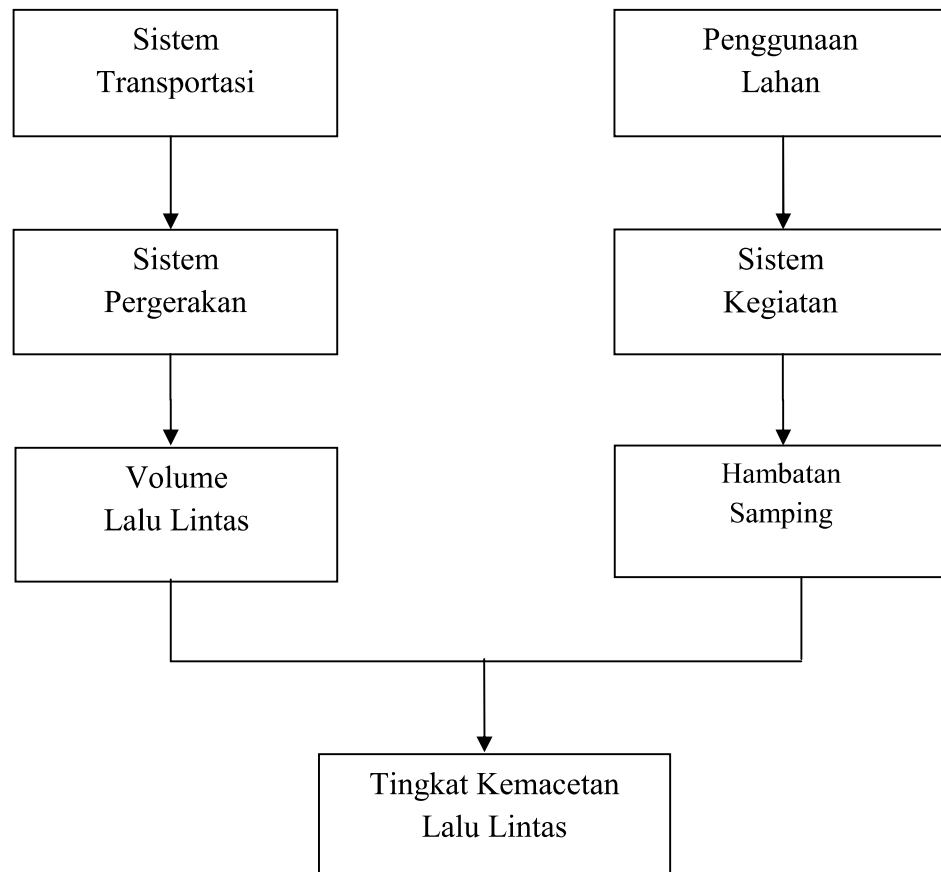 Sistem
Transportasi
Penggunaan
Lahan
Sistem
Pergerakan
Sistem
Kegiatan
Volume
Lalu Lintas
Hambatan
Samping
Tingkat Kemacetan
Lalu Lintas